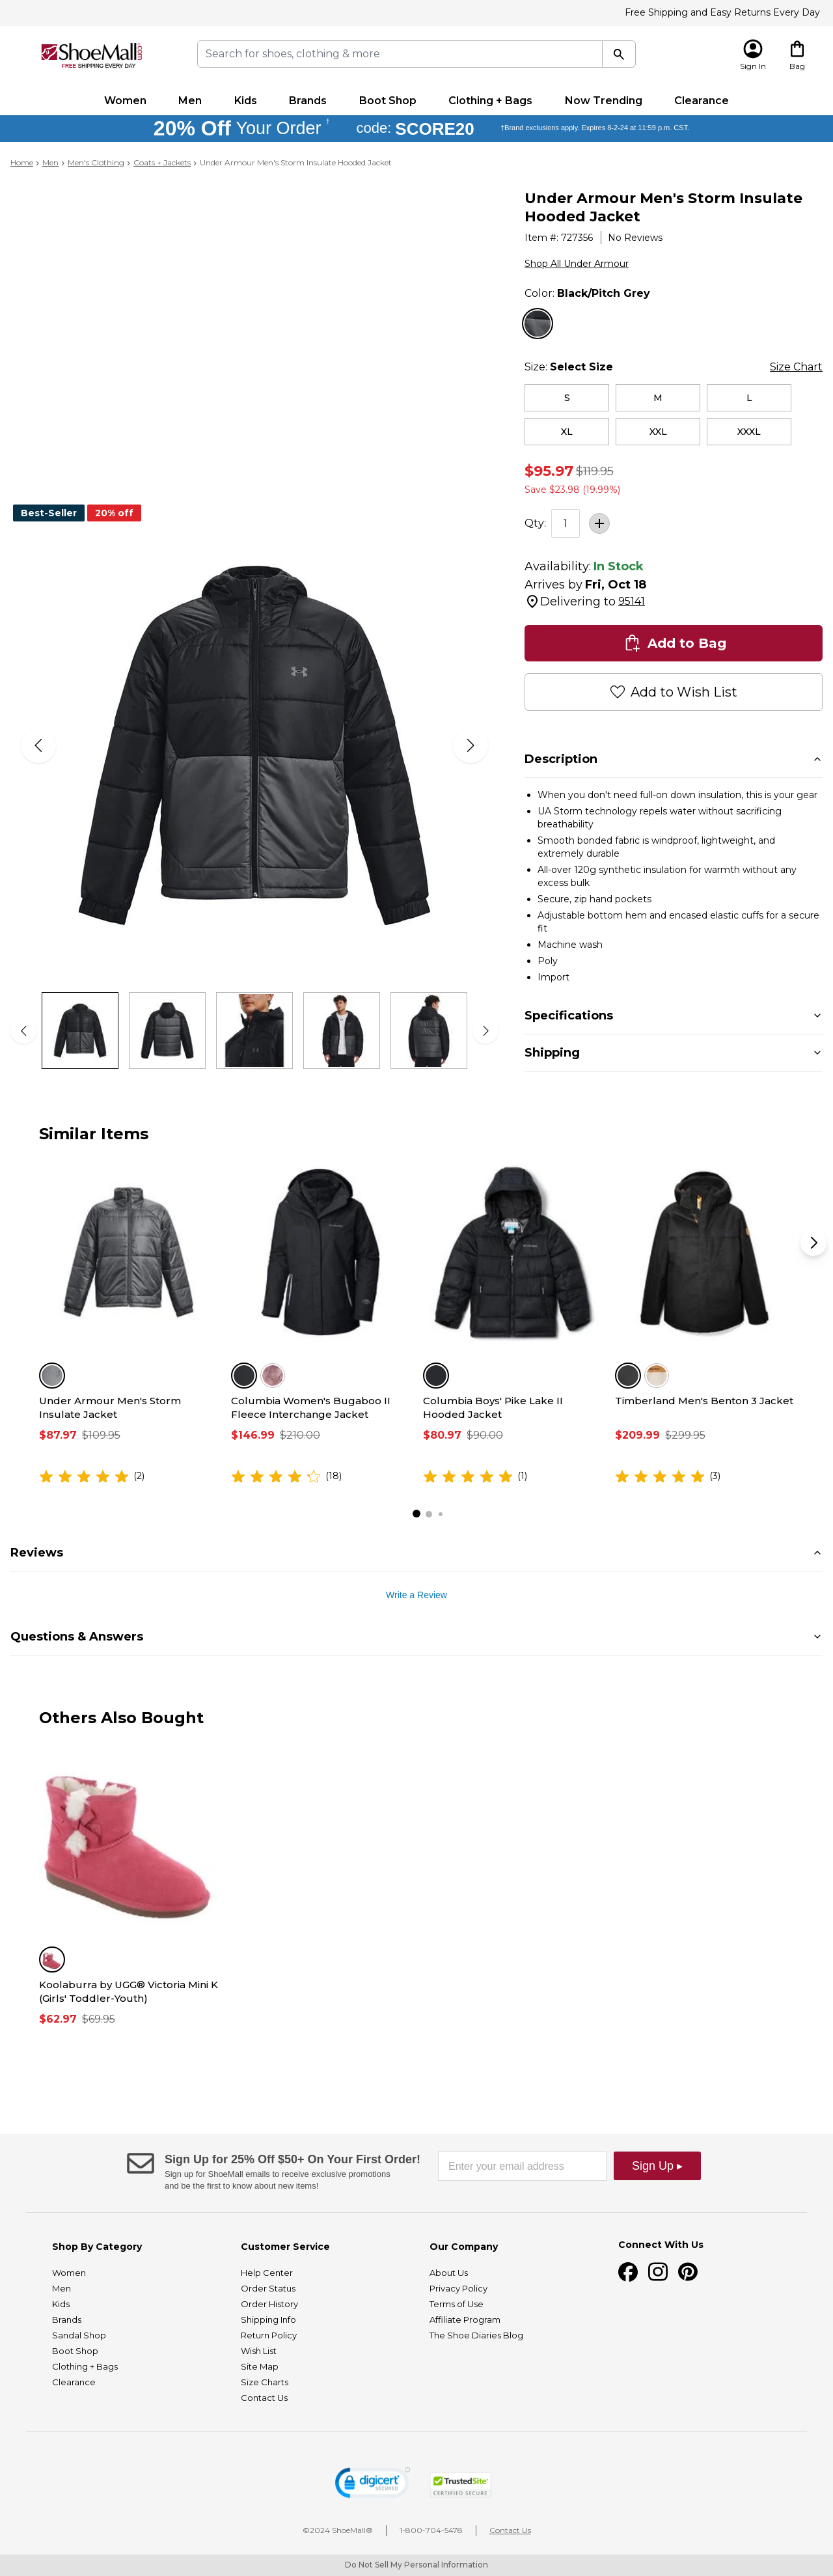 Free Shipping and Easy Returns Every Day
ShoeMall.com
FREE SHIPPING EVERY DAY
Search for shoes, clothing & more
Sign In
Bag
Women Men Kids Brands Boot Shop Clothing + Bags Now Trending Clearance
20% Off Your Order † code: SCORE20 †Brand exclusions apply. Expires 8-2-24 at 11:59 p.m. CST.
Home > Men > Men's Clothing > Coats + Jackets > Under Armour Men's Storm Insulate Hooded Jacket
Under Armour Men's Storm Insulate
Hooded Jacket
Item #: 727356 | No Reviews
Shop All Under Armour
Color: Black/Pitch Grey
Size: Select Size Size Chart
S M L
XL XXL XXXL
$95.97 $119.95
Save $23.98 (19.99%)
Best-Seller 20% off
Qty: 1 +
Availability: In Stock
Arrives by Fri, Oct 18
Delivering to 95141
Add to Bag
Add to Wish List
Description
• When you don't need full-on down insulation, this is your gear
• UA Storm technology repels water without sacrificing
breathability
• Smooth bonded fabric is windproof, lightweight, and
extremely durable
• All-over 120g synthetic insulation for warmth without any
excess bulk
• Secure, zip hand pockets
• Adjustable bottom hem and encased elastic cuffs for a secure
fit
• Machine wash
• Poly
• Import
Specifications
Shipping
Similar Items
Under Armour Men's Storm
Insulate Jacket
$87.97 $109.95
(2)
Columbia Women's Bugaboo II
Fleece Interchange Jacket
$146.99 $210.00
(18)
Columbia Boys' Pike Lake II
Hooded Jacket
$80.97 $90.00
(1)
Timberland Men's Benton 3 Jacket
$209.99 $299.95
(3)
Reviews
Write a Review
Questions & Answers
Others Also Bought
Koolaburra by UGG® Victoria Mini K
(Girls' Toddler-Youth)
$62.97 $69.95
Sign Up for 25% Off $50+ On Your First Order!
Sign up for ShoeMall emails to receive exclusive promotions
and be the first to know about new items!
Enter your email address
Sign Up ▸
Shop By Category
Women
Men
Kids
Brands
Sandal Shop
Boot Shop
Clothing + Bags
Clearance
Customer Service
Help Center
Order Status
Order History
Shipping Info
Return Policy
Wish List
Site Map
Size Charts
Contact Us
Our Company
About Us
Privacy Policy
Terms of Use
Affiliate Program
The Shoe Diaries Blog
Connect With Us
digicert
SECURED
TrustedSite
CERTIFIED SECURE
©2024 ShoeMall® | 1-800-704-5478 | Contact Us
Do Not Sell My Personal Information